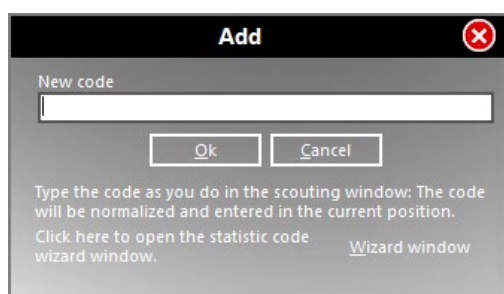 Add
New code
Ok
Cancel
Type the code as you do in the scouting window: The code
will be normalized and entered in the current position.
Click here to open the statistic code
wizard window.
Wizard window